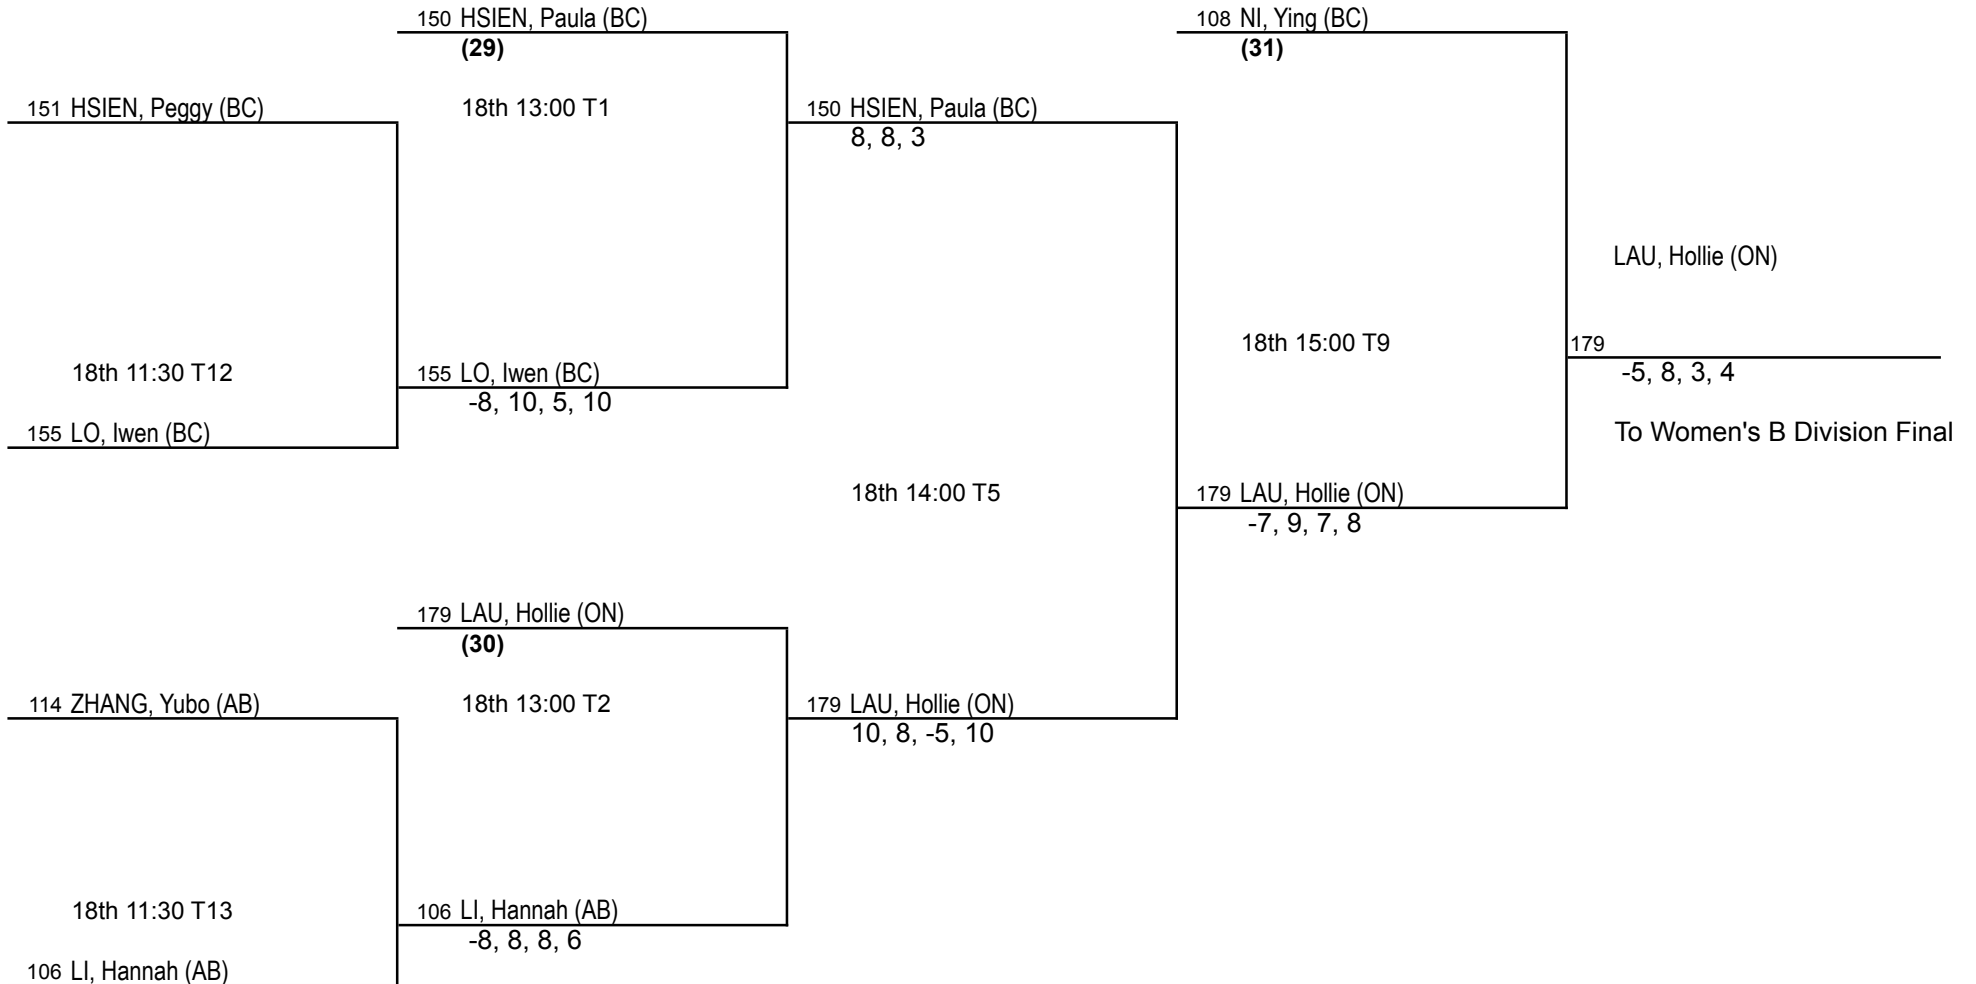 150 HSIEN, Paula (BC)
(29)
108 NI, Ying (BC)
(31)
151 HSIEN, Peggy (BC)
18th 13:00 T1
150 HSIEN, Paula (BC)
8, 8, 3
LAU, Hollie (ON)
18th 15:00 T9
179
-5, 8, 3, 4
18th 11:30 T12
155 LO, Iwen (BC)
-8, 10, 5, 10
155 LO, Iwen (BC)
To Women's B Division Final
18th 14:00 T5
179 LAU, Hollie (ON)
-7, 9, 7, 8
179 LAU, Hollie (ON)
(30)
114 ZHANG, Yubo (AB)
18th 13:00 T2
179 LAU, Hollie (ON)
10, 8, -5, 10
18th 11:30 T13
106 LI, Hannah (AB)
-8, 8, 8, 6
106 LI, Hannah (AB)